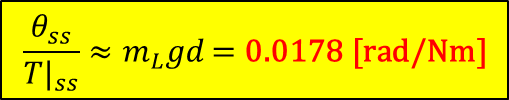 θss / T|ss ≈ mLgd = 0.0178 [rad/Nm]